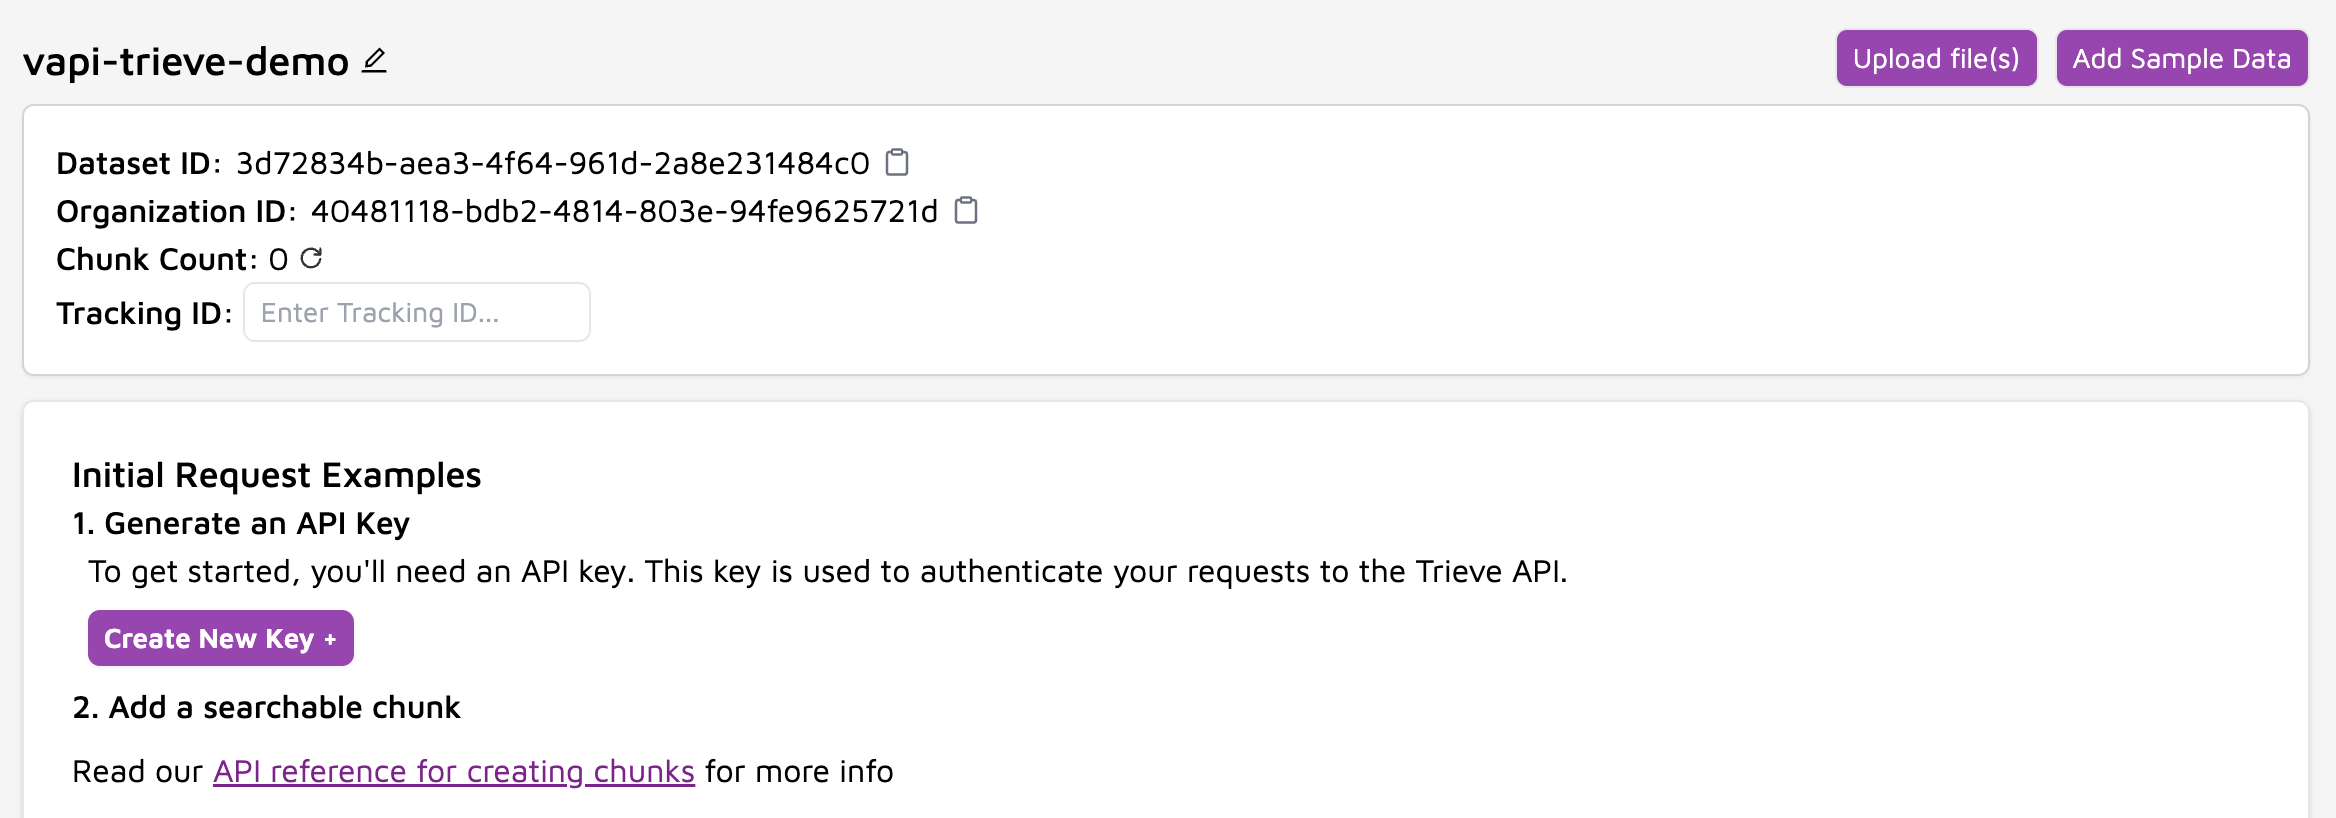 vapi-trieve-demo
Upload file(s)
Add Sample Data
Dataset ID: 3d72834b-aea3-4f64-961d-2a8e231484c0
Organization ID: 40481118-bdb2-4814-803e-94fe9625721d
Chunk Count: 0
Tracking ID: Enter Tracking ID...
Initial Request Examples
1. Generate an API Key
To get started, you'll need an API key. This key is used to authenticate your requests to the Trieve API.
Create New Key +
2. Add a searchable chunk
Read our API reference for creating chunks for more info